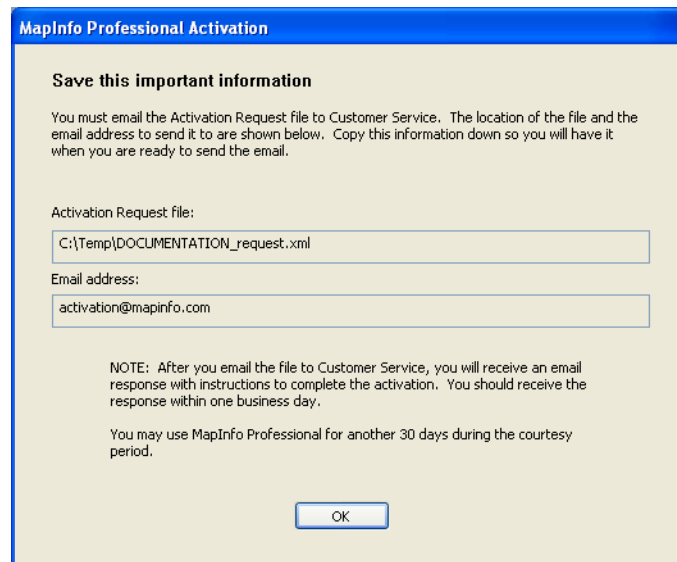 MapInfo Professional Activation
Save this important information
You must email the Activation Request file to Customer Service. The location of the file and the
email address to send it to are shown below. Copy this information down so you will have it
when you are ready to send the email.
Activation Request file:
C:\Temp\DOCUMENTATION_request.xml
Email address:
activation@mapinfo.com
NOTE: After you email the file to Customer Service, you will receive an email
response with instructions to complete the activation. You should receive the
response within one business day.
You may use MapInfo Professional for another 30 days during the courtesy
period.
OK